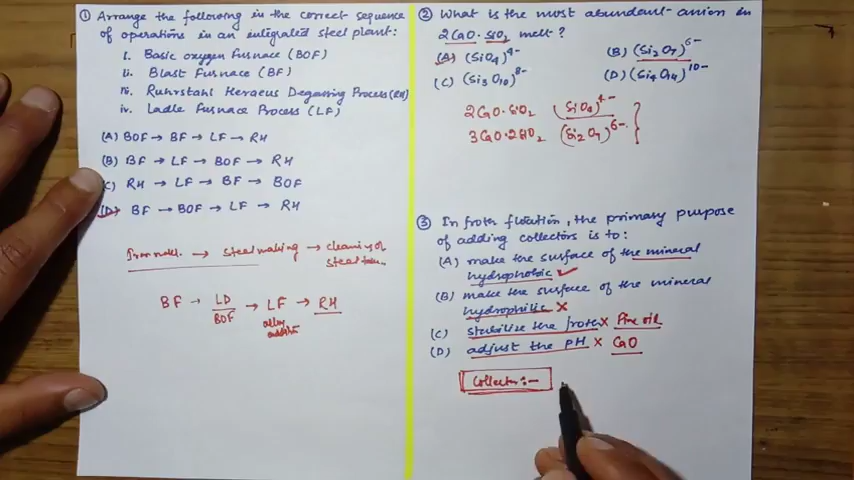 ① Arrange the following in the correct sequence
of operations in an integrated steel plant:
i. Basic oxygen Furnace (BOF)
ii. Blast Furnace (BF)
iii. Ruhrstahl Heraeus Degassing Process (RH)
iv. Ladle Furnace Process (LF)
(A) BOF → BF → LF → RH
(B) BF → LF → BOF → RH
(C) RH → LF → BF → BOF
(D) BF → BOF → LF → RH
→ steel making → cleaning of
BF → LD → LF → RH
BOF
alloy
addition
② What is the most abundant anion in
2CaO·SiO₂ melt?
(A) (SiO₄)⁴⁻
(B) (Si₂O₇)⁶⁻
(C) (Si₃O₁₀)⁸⁻
(D) (Si₄O₁₄)¹⁰⁻
2CaO·SiO₂ (SiO₄)⁴⁻
3CaO·2SiO₂ (Si₂O₇)⁶⁻
③ In froth floation, the primary purpose
of adding collectors is to:
(A) make the surface of the mineral
hydrophobic ✓
(B) make the surface of the mineral
hydrophilic ×
(C) stabilize the froth × Pine oil
(D) adjust the pH × CaO
Collector:-